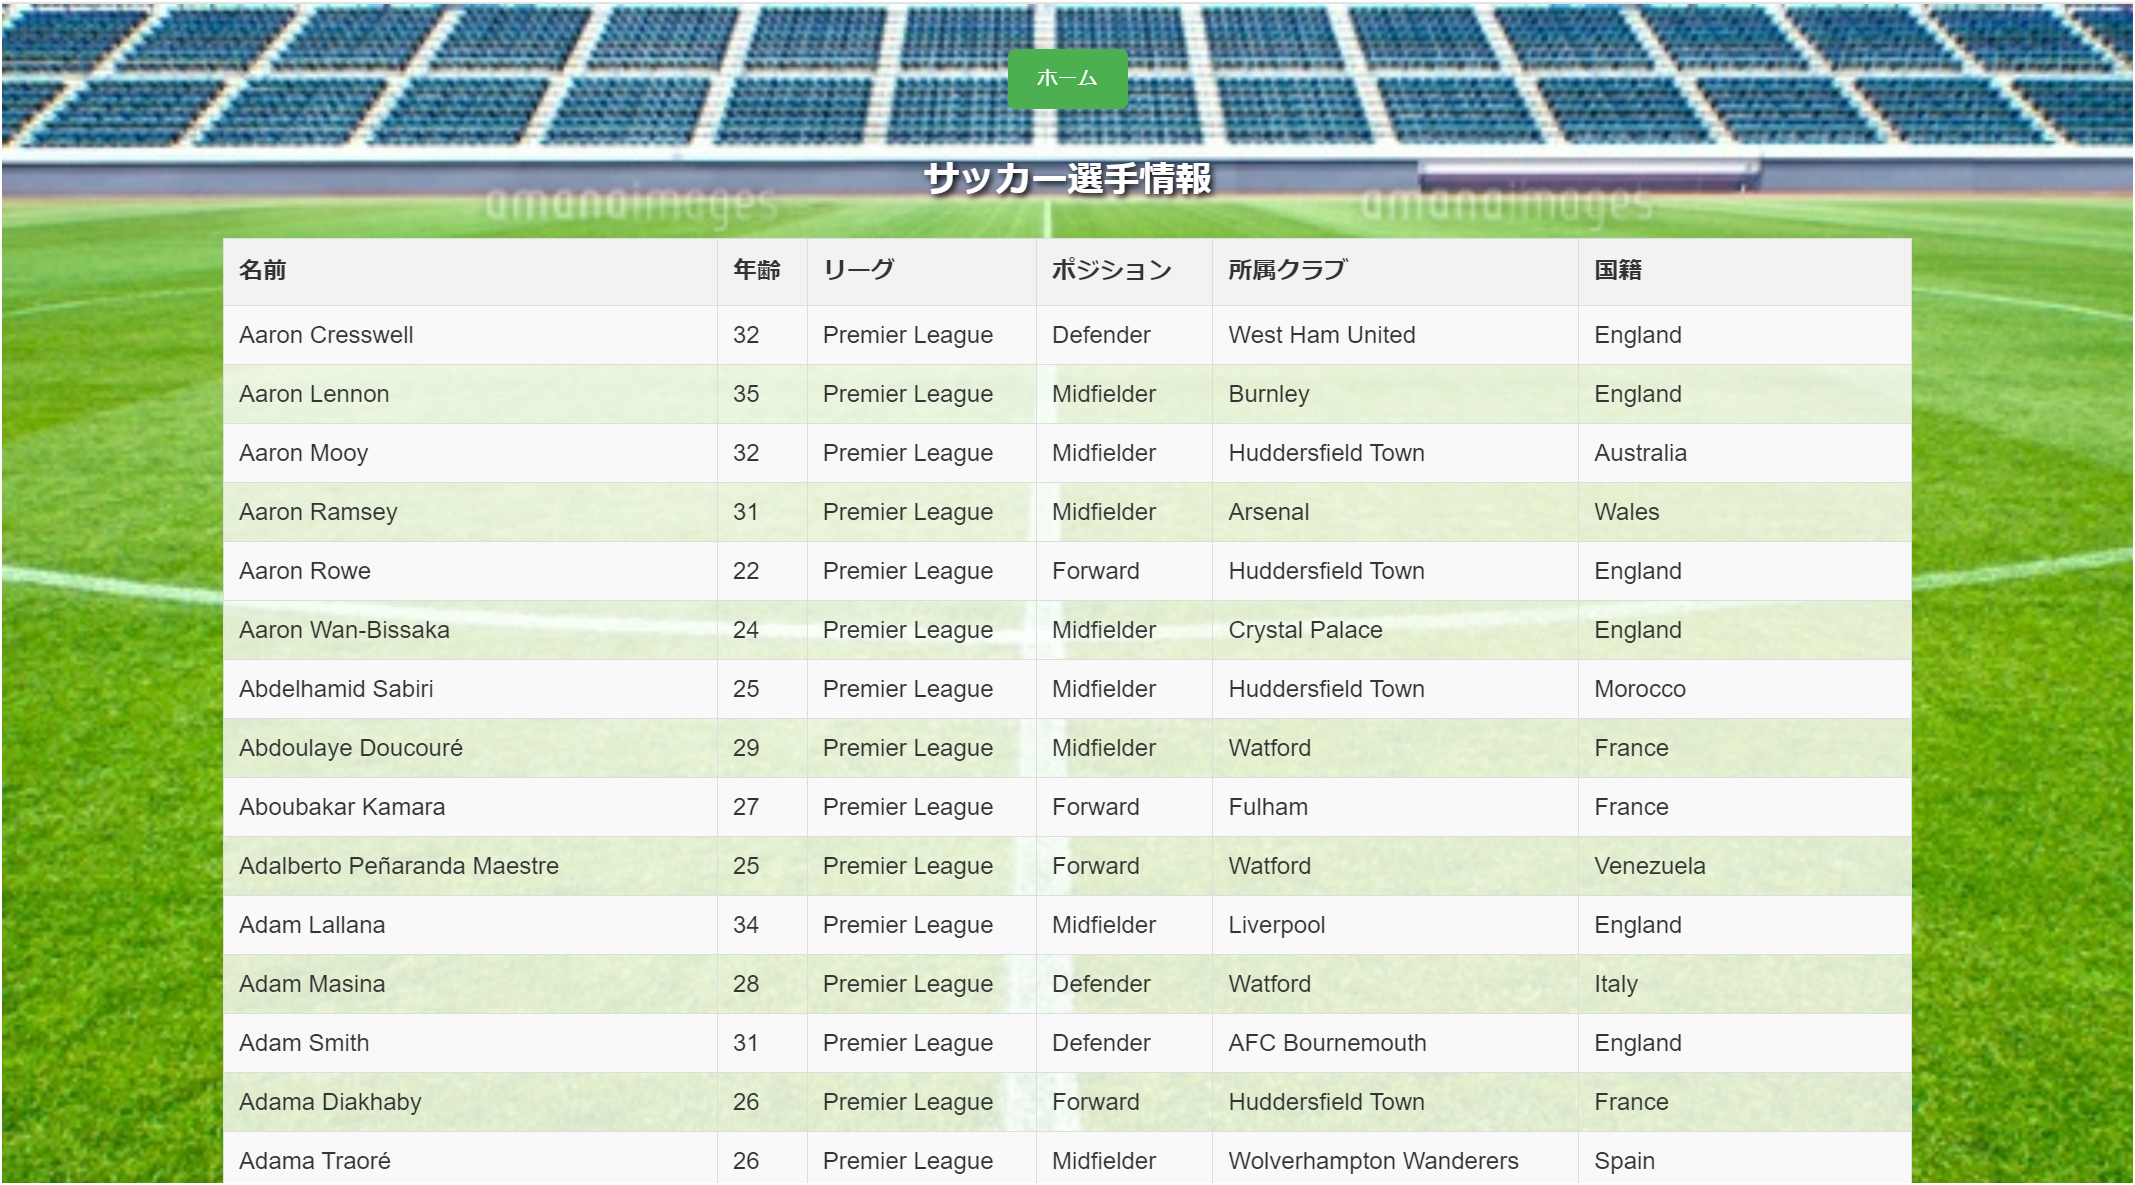 ホーム
サッカー選手情報
amanaimages amanaimages
名前 年齢 リーグ ポジション 所属クラブ 国籍
Aaron Cresswell 32 Premier League Defender West Ham United England
Aaron Lennon 35 Premier League Midfielder Burnley England
Aaron Mooy 32 Premier League Midfielder Huddersfield Town Australia
Aaron Ramsey 31 Premier League Midfielder Arsenal Wales
Aaron Rowe 22 Premier League Forward Huddersfield Town England
Aaron Wan-Bissaka 24 Premier League Midfielder Crystal Palace England
Abdelhamid Sabiri 25 Premier League Midfielder Huddersfield Town Morocco
Abdoulaye Doucouré 29 Premier League Midfielder Watford France
Aboubakar Kamara 27 Premier League Forward Fulham France
Adalberto Peñaranda Maestre 25 Premier League Forward Watford Venezuela
Adam Lallana 34 Premier League Midfielder Liverpool England
Adam Masina 28 Premier League Defender Watford Italy
Adam Smith 31 Premier League Defender AFC Bournemouth England
Adama Diakhaby 26 Premier League Forward Huddersfield Town France
Adama Traoré 26 Premier League Midfielder Wolverhampton Wanderers Spain